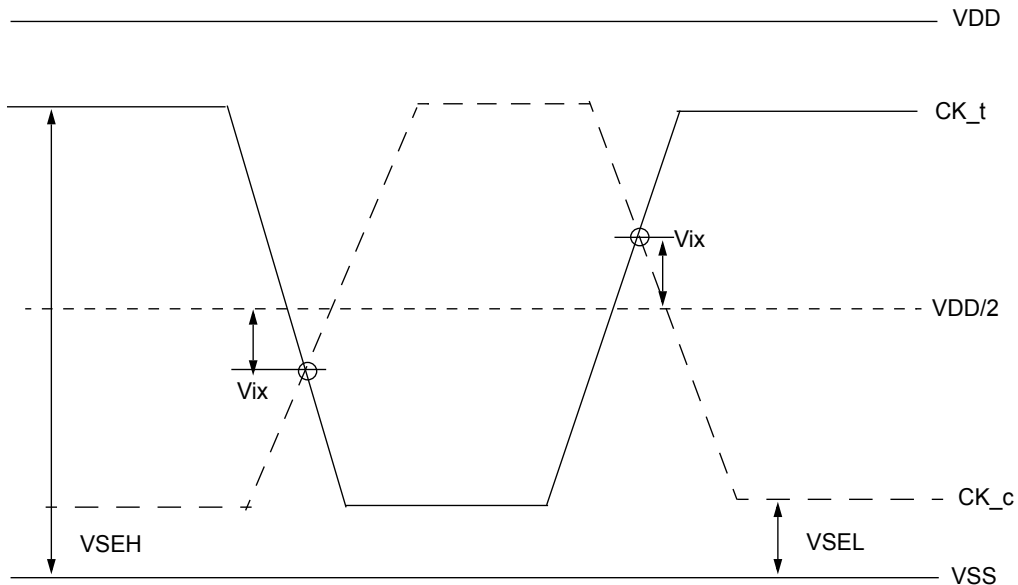 VDD
CK_t
Vix
VDD/2
Vix
CK_c
VSEH
VSEL
VSS